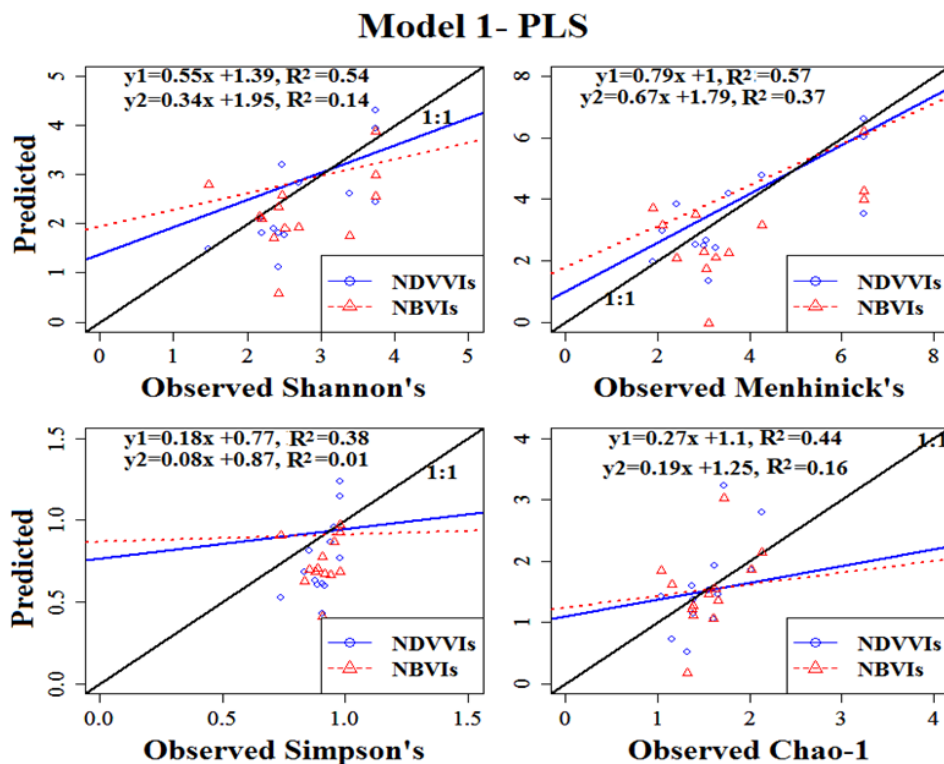 Model 1- PLS
y1=0.55x +1.39, R²=0.54
y2=0.34x +1.95, R²=0.14
1:1
NDVVIs
NBVIs
0 1 2 3 4 5
0 1 2 3 4 5
Predicted
Observed Shannon's
y1=0.79x +1, R²=0.57
y2=0.67x +1.79, R²=0.37
1:1
NDVVIs
NBVIs
0 2 4 6 8
0 2 4 6 8
Observed Menhinick's
y1=0.18x +0.77, R²=0.38
y2=0.08x +0.87, R²=0.01
1:1
NDVVIs
NBVIs
0.0 0.5 1.0 1.5
0.0 0.5 1.0 1.5
Predicted
Observed Simpson's
y1=0.27x +1.1, R²=0.44
y2=0.19x +1.25, R²=0.16
1:1
NDVVIs
NBVIs
0 1 2 3 4
0 1 2 3 4
Observed Chao-1